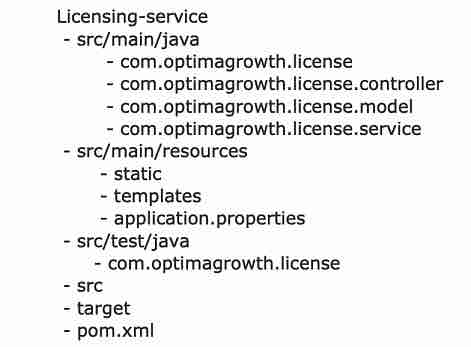 Licensing-service
- src/main/java
- com.optimagrowth.license
- com.optimagrowth.license.controller
- com.optimagrowth.license.model
- com.optimagrowth.license.service
- src/main/resources
- static
- templates
- application.properties
- src/test/java
- com.optimagrowth.license
- src
- target
- pom.xml